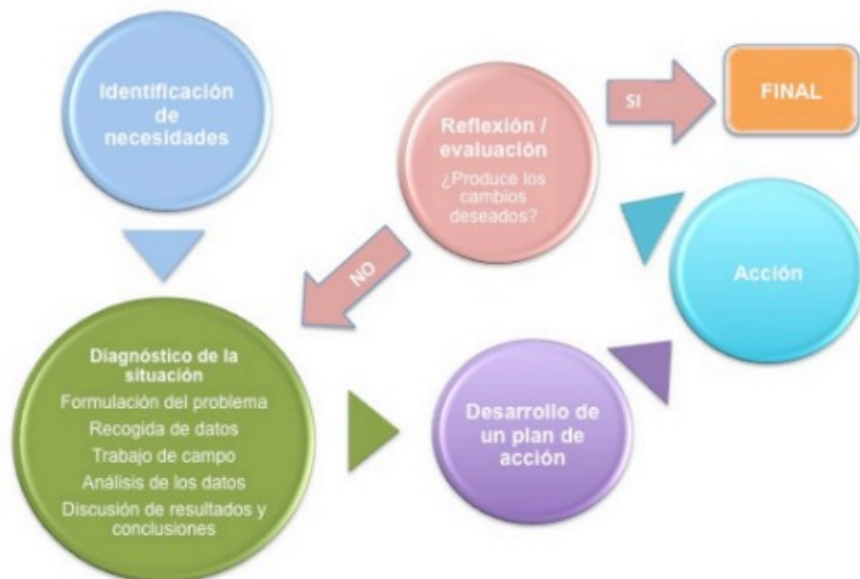 Identificación
de
necesidades
Diagnóstico de la
situación
Formulación del problema
Recogida de datos
Trabajo de campo
Análisis de los datos
Discusión de resultados y
conclusiones
Desarrollo de
un plan de
acción
Acción
Reflexión /
evaluación
¿Produce los
cambios
deseados?
NO
SI
FINAL